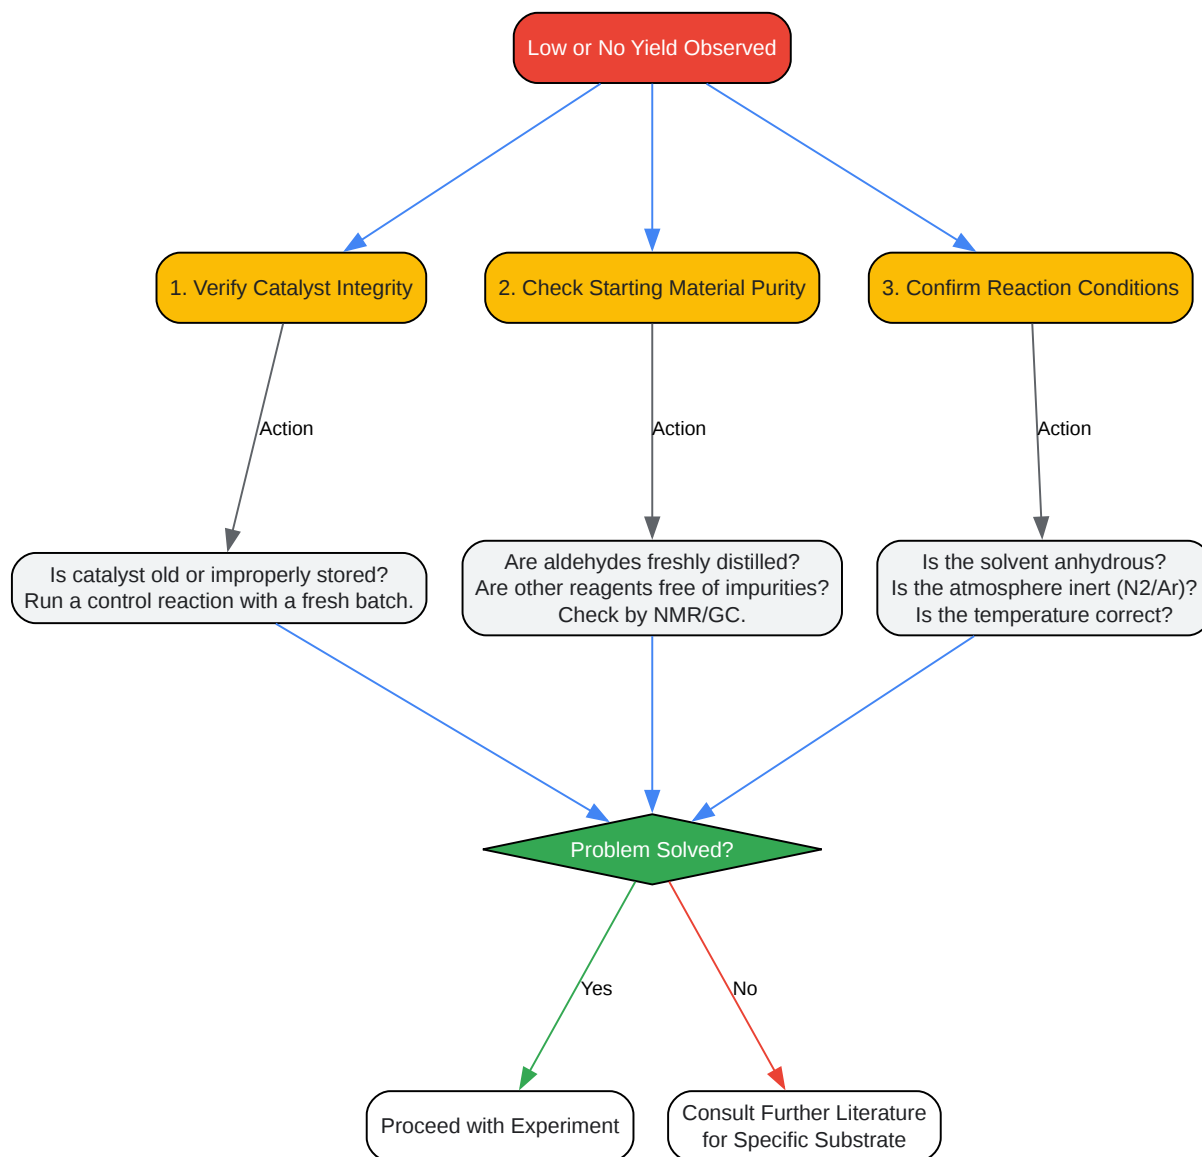 Low or No Yield Observed
1. Verify Catalyst Integrity
2. Check Starting Material Purity
3. Confirm Reaction Conditions
Action
Action
Action
Is catalyst old or improperly stored?
Run a control reaction with a fresh batch.
Are aldehydes freshly distilled?
Are other reagents free of impurities?
Check by NMR/GC.
Is the solvent anhydrous?
Is the atmosphere inert (N2/Ar)?
Is the temperature correct?
Problem Solved?
Yes
No
Proceed with Experiment
Consult Further Literature
for Specific Substrate